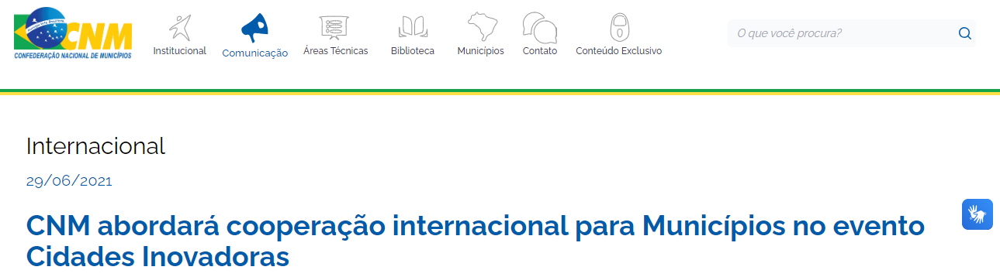 CNM
CONFEDERAÇÃO NACIONAL DE MUNICÍPIOS
Institucional
Comunicação
Áreas Técnicas
Biblioteca
Municípios
Contato
Conteúdo Exclusivo
O que você procura?
Internacional
29/06/2021
CNM abordará cooperação internacional para Municípios no evento
Cidades Inovadoras